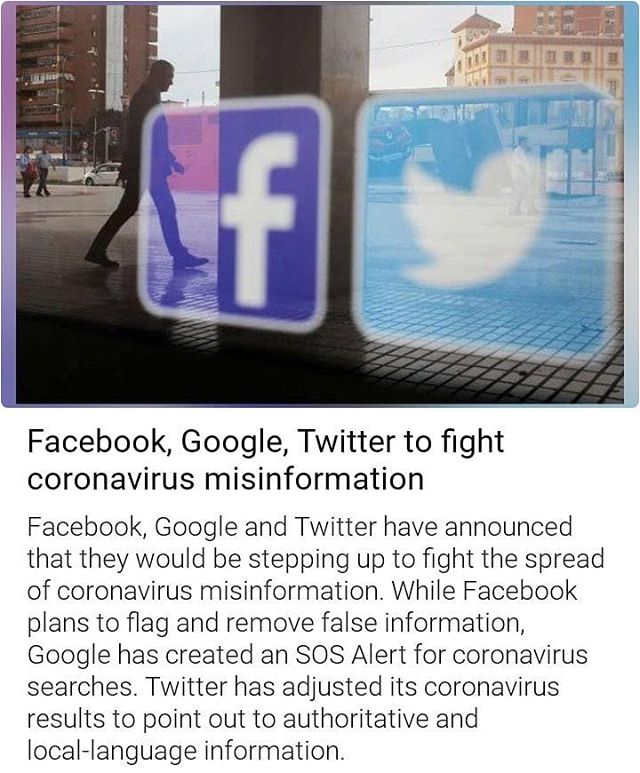 f
Facebook, Google, Twitter to fight
coronavirus misinformation
Facebook, Google and Twitter have announced
that they would be stepping up to fight the spread
of coronavirus misinformation. While Facebook
plans to flag and remove false information,
Google has created an SOS Alert for coronavirus
searches. Twitter has adjusted its coronavirus
results to point out to authoritative and
local-language information.